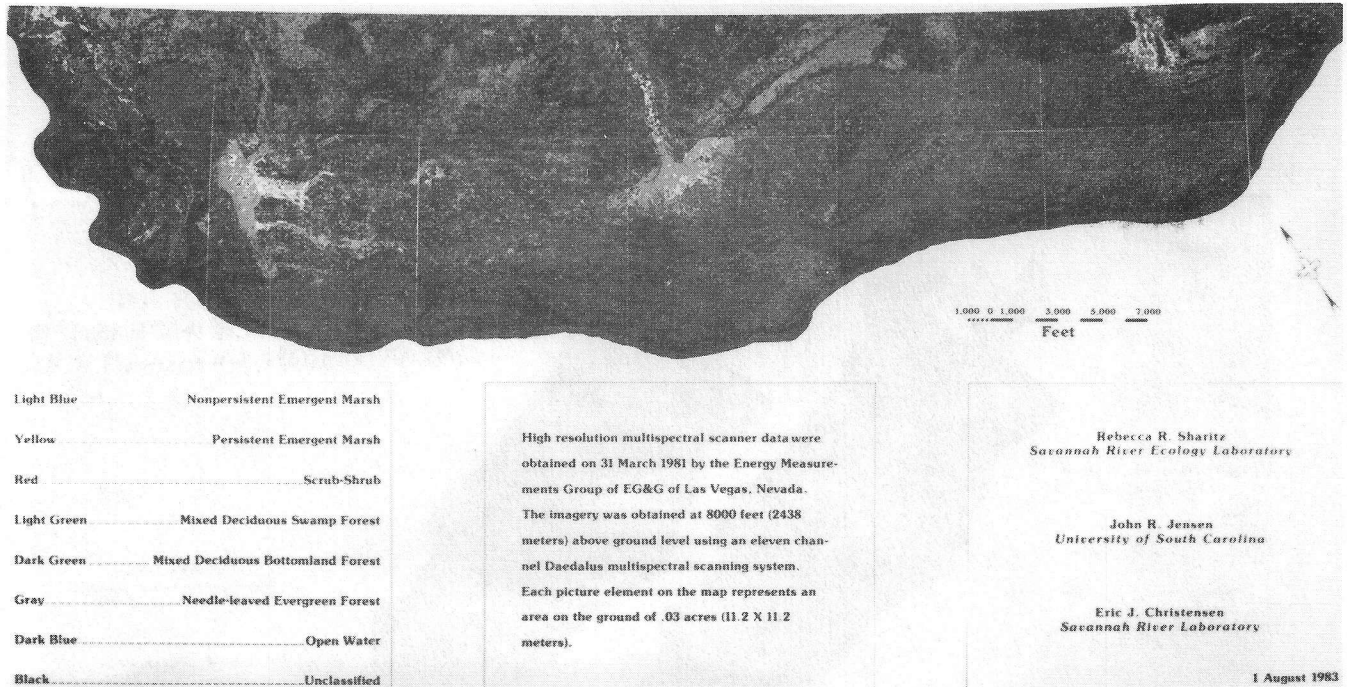 1,000 0 1,000 3,000 5,000 7,000
Feet
Light Blue Nonpersistent Emergent Marsh
Yellow Persistent Emergent Marsh
Red Scrub-Shrub
Light Green Mixed Deciduous Swamp Forest
Dark Green Mixed Deciduous Bottomland Forest
Gray Needle-leaved Evergreen Forest
Dark Blue Open Water
Black Unclassified
High resolution multispectral scanner data were
obtained on 31 March 1981 by the Energy Measure-
ments Group of EG&G of Las Vegas, Nevada.
The imagery was obtained at 8000 feet (2438
meters) above ground level using an eleven chan-
nel Daedalus multispectral scanning system.
Each picture element on the map represents an
area on the ground of .03 acres (11.2 X 11.2
meters).
Rebecca R. Sharitz
Savannah River Ecology Laboratory
John R. Jensen
University of South Carolina
Eric J. Christensen
Savannah River Laboratory
1 August 1983